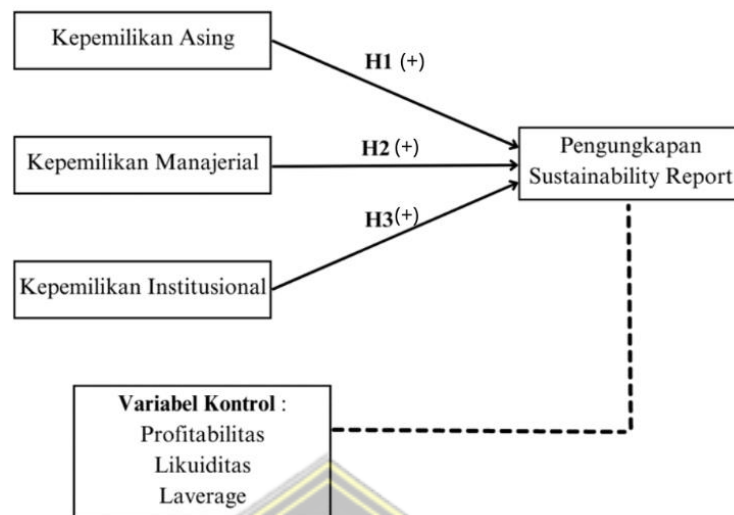 Kepemilikan Asing
H1 (+)
Kepemilikan Manajerial
H2 (+)
Pengungkapan
Sustainability Report
H3(+)
Kepemilikan Institusional
Variabel Kontrol :
Profitabilitas
Likuiditas
Laverage